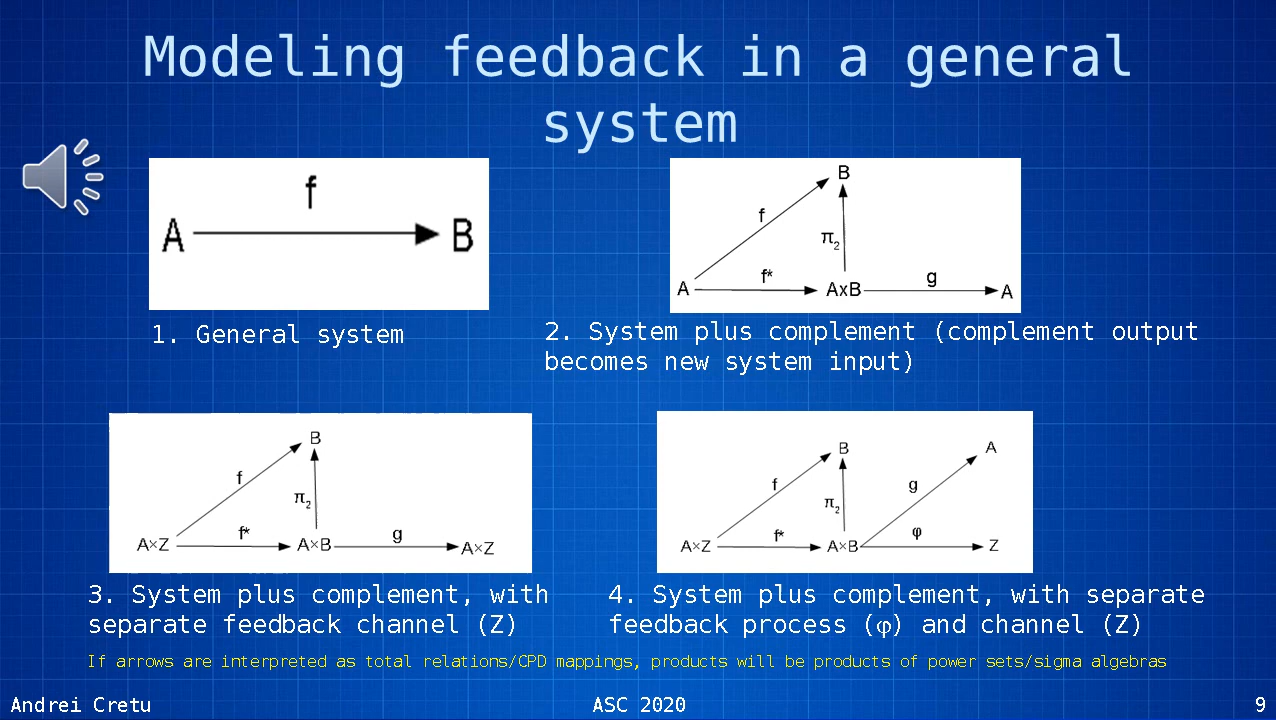 Modeling feedback in a general
system
f
A B
B
f
π2
A f* AxB g A
1. General system
2. System plus complement (complement output
becomes new system input)
B
f
π2
A×Z f* A×B g A×Z
B A
f g
π2
A×Z f* A×B φ Z
3. System plus complement, with
separate feedback channel (Z)
4. System plus complement, with separate
feedback process (φ) and channel (Z)
If arrows are interpreted as total relations/CPD mappings, products will be products of power sets/sigma algebras
Andrei Cretu ASC 2020 9